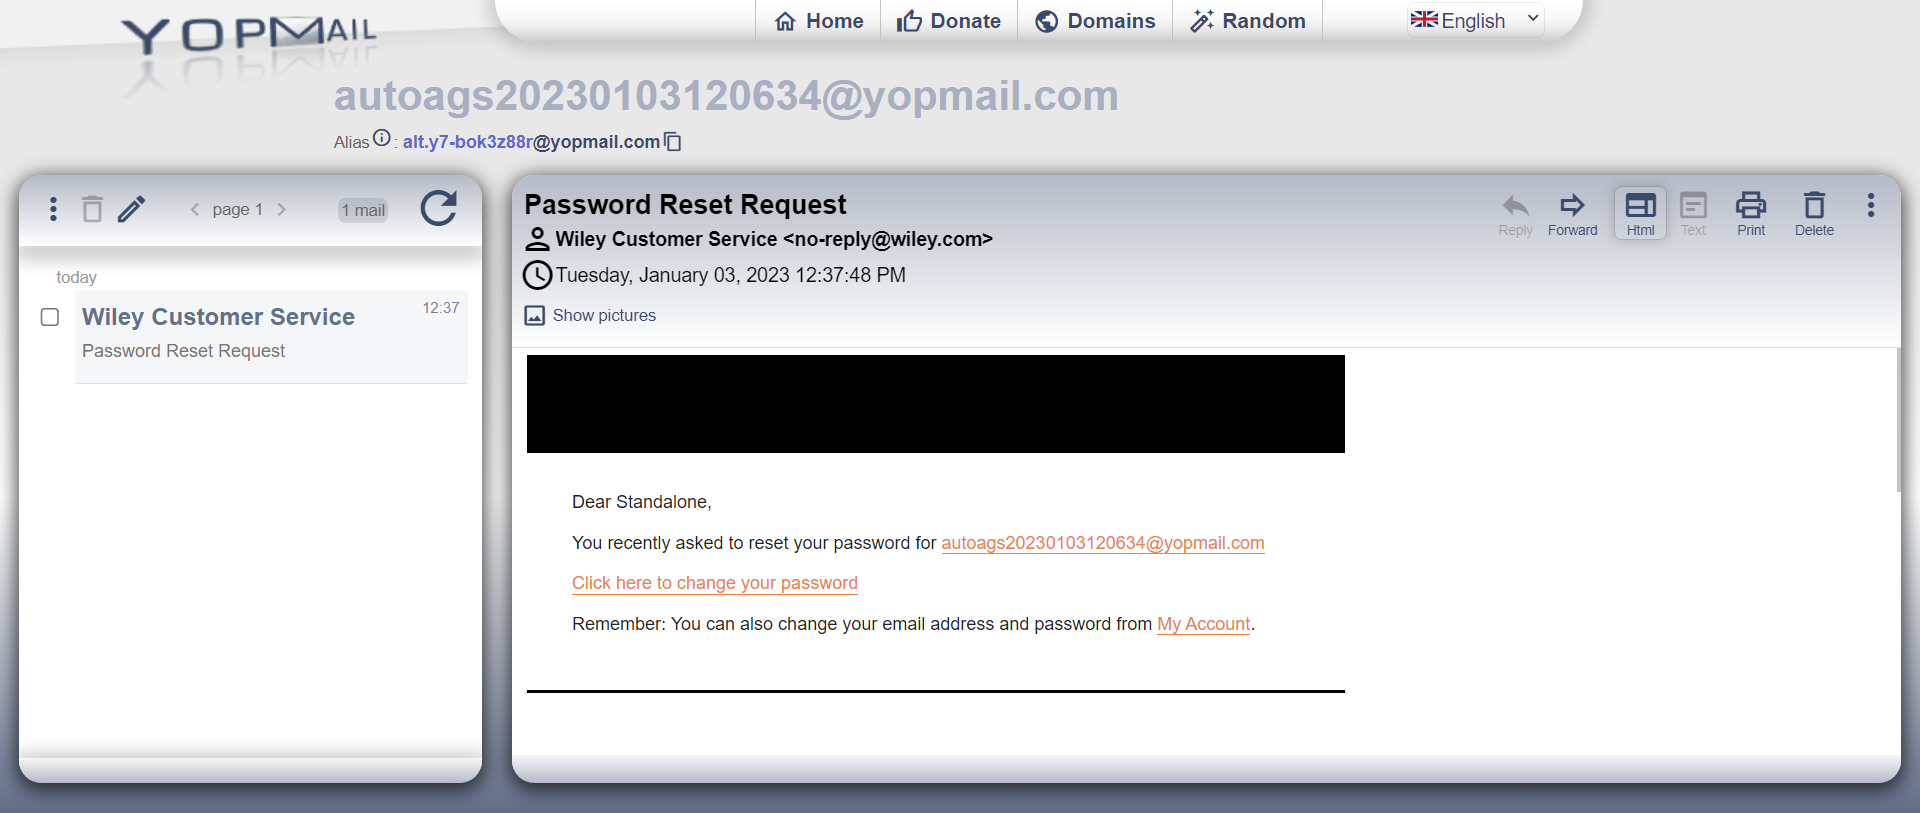 YOPMAIL
Home
Donate
Domains
Random
English
autoags20230103120634@yopmail.com
Alias : alt.y7-bok3z88r@yopmail.com
page 1
1 mail
today
Wiley Customer Service
12:37
Password Reset Request
Password Reset Request
Wiley Customer Service <no-reply@wiley.com>
Tuesday, January 03, 2023 12:37:48 PM
Show pictures
Reply
Forward
Html
Text
Print
Delete
Dear Standalone,
You recently asked to reset your password for autoags20230103120634@yopmail.com
Click here to change your password
Remember: You can also change your email address and password from My Account.